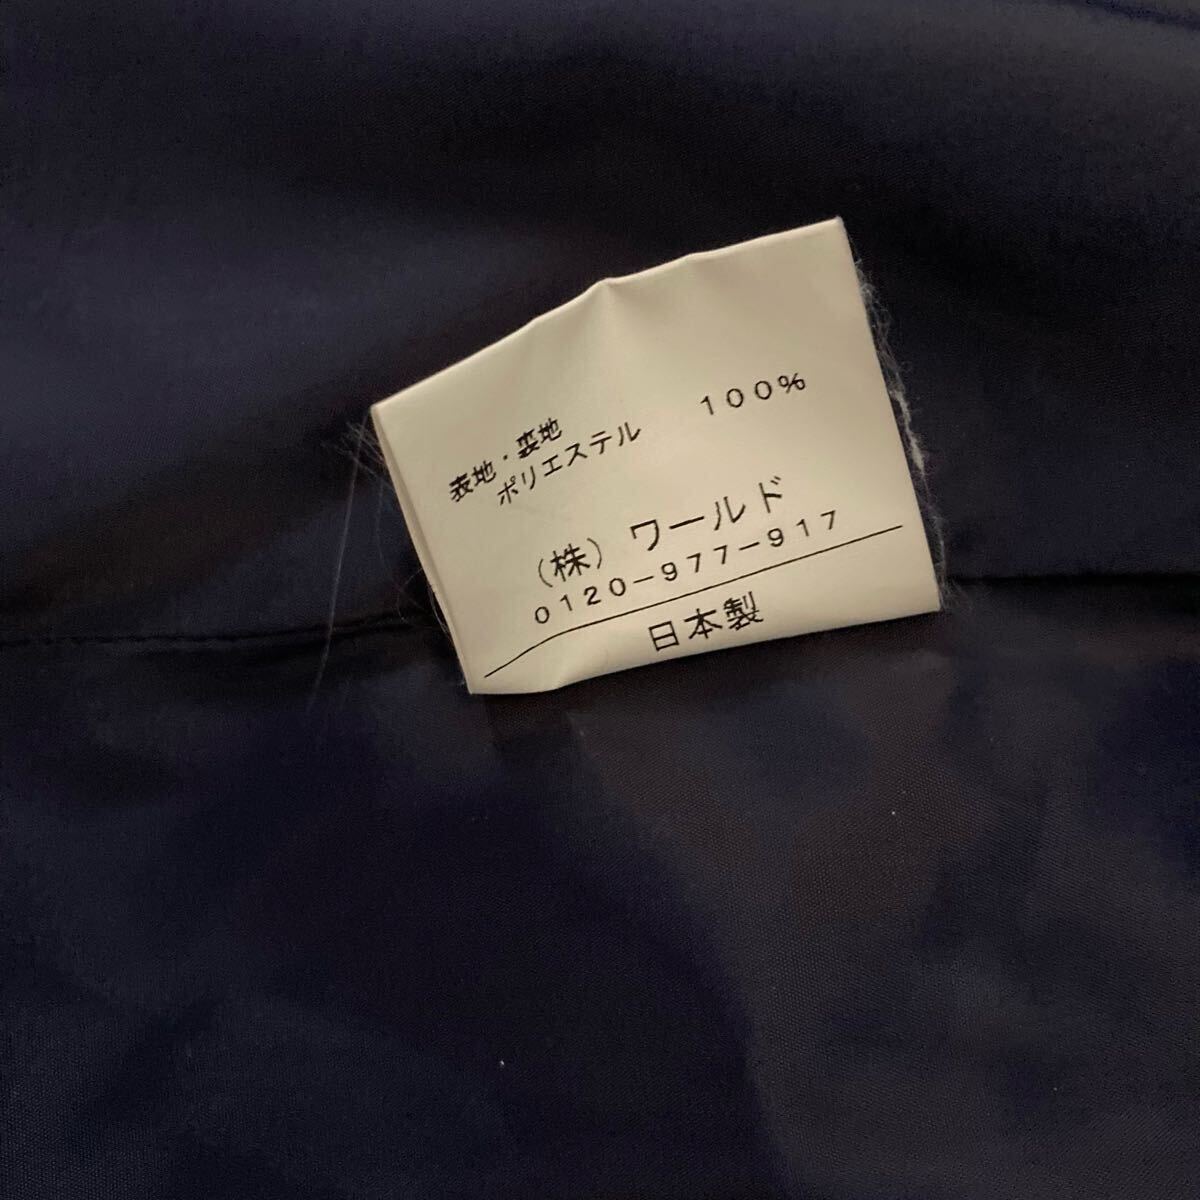 表地・裏地
ポリエステル 100%
(株) ワールド
0120-977-917
日本製